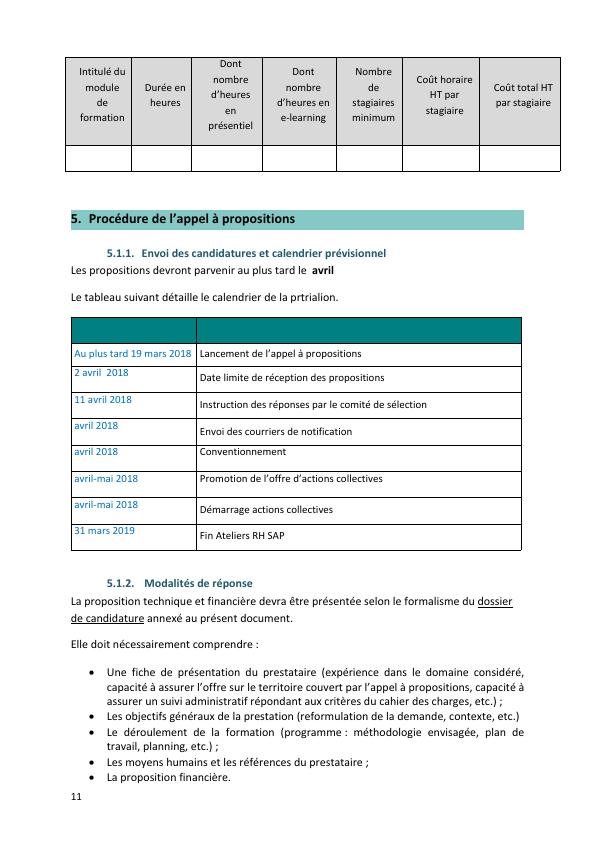 Intitulé du module de formation
Durée en heures
Dont nombre d’heures en présentiel
Dont nombre d’heures en e-learning
Nombre de stagiaires minimum
Coût horaire HT par stagiaire
Coût total HT par stagiaire
5. Procédure de l’appel à propositions
5.1.1. Envoi des candidatures et calendrier prévisionnel
Les propositions devront parvenir au plus tard le avril
Le tableau suivant détaille le calendrier de la prtrialion.
Au plus tard 19 mars 2018 Lancement de l’appel à propositions
2 avril 2018 Date limite de réception des propositions
11 avril 2018 Instruction des réponses par le comité de sélection
avril 2018 Envoi des courriers de notification
avril 2018 Conventionnement
avril-mai 2018 Promotion de l’offre d’actions collectives
avril-mai 2018 Démarrage actions collectives
31 mars 2019 Fin Ateliers RH SAP
5.1.2. Modalités de réponse
La proposition technique et financière devra être présentée selon le formalisme du dossier
de candidature annexé au présent document.
Elle doit nécessairement comprendre :
• Une fiche de présentation du prestataire (expérience dans le domaine considéré,
capacité à assurer l’offre sur le territoire couvert par l’appel à propositions, capacité à
assurer un suivi administratif répondant aux critères du cahier des charges, etc.) ;
• Les objectifs généraux de la prestation (reformulation de la demande, contexte, etc.)
• Le déroulement de la formation (programme : méthodologie envisagée, plan de
travail, planning, etc.) ;
• Les moyens humains et les références du prestataire ;
• La proposition financière.
11